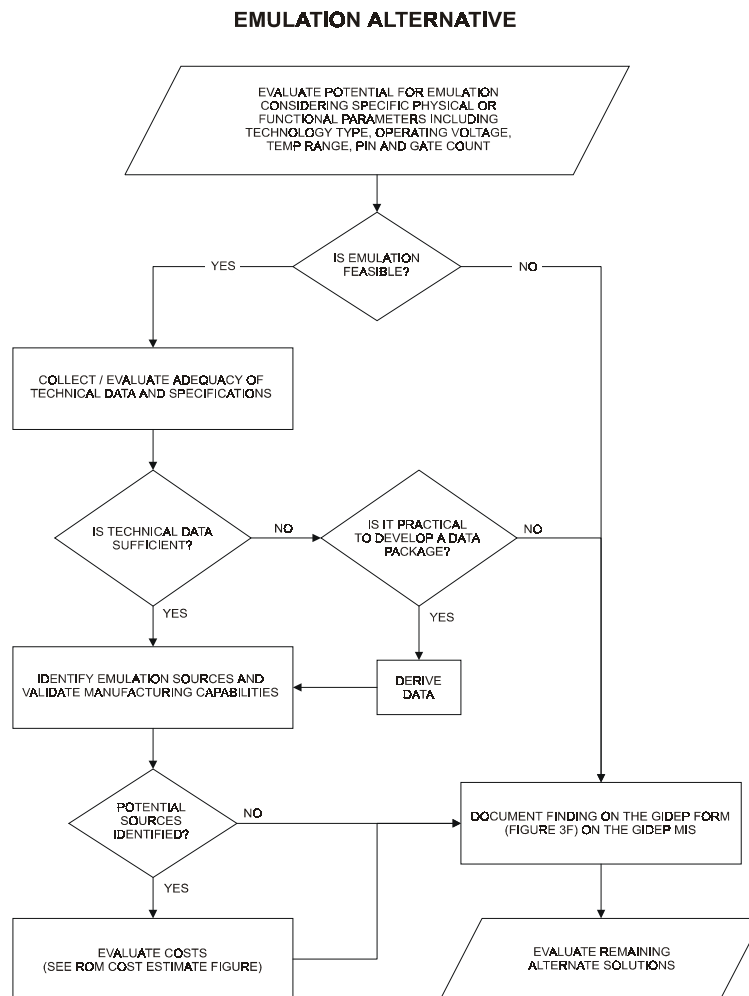 EMULATION ALTERNATIVE
EVALUATE POTENTIAL FOR EMULATION
CONSIDERING SPECIFIC PHYSICAL OR
FUNCTIONAL PARAMETERS INCLUDING
TECHNOLOGY TYPE, OPERATING VOLTAGE,
TEMP RANGE, PIN AND GATE COUNT
IS EMULATION
FEASIBLE?
YES
NO
COLLECT / EVALUATE ADEQUACY OF
TECHNICAL DATA AND SPECIFICATIONS
IS TECHNICAL DATA
SUFFICIENT?
NO
IS IT PRACTICAL
TO DEVELOP A DATA
PACKAGE?
NO
YES
YES
IDENTIFY EMULATION SOURCES AND
VALIDATE MANUFACTURING CAPABILITIES
DERIVE
DATA
POTENTIAL
SOURCES
IDENTIFIED?
NO
DOCUMENT FINDING ON THE GIDEP FORM
(FIGURE 3F) ON THE GIDEP MIS
YES
EVALUATE COSTS
(SEE ROM COST ESTIMATE FIGURE)
EVALUATE REMAINING
ALTERNATE SOLUTIONS